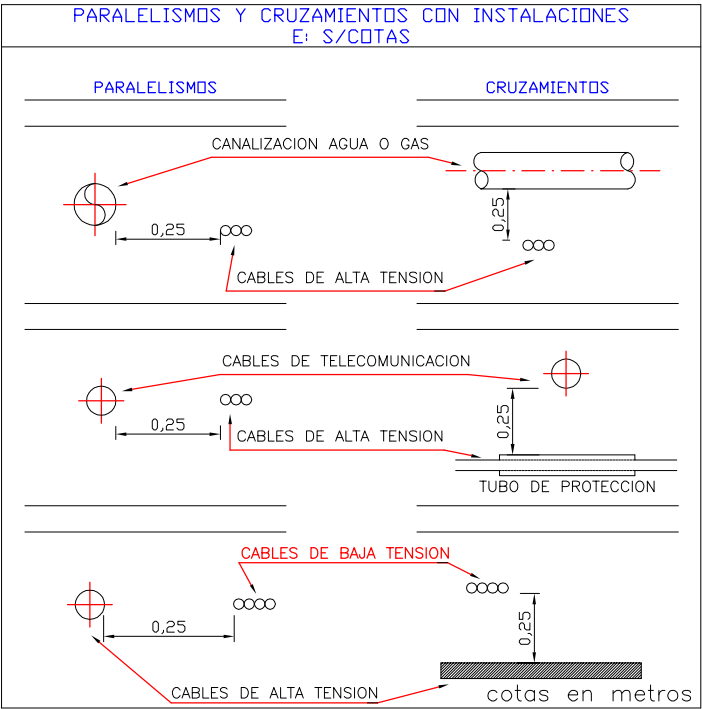 PARALELISMOS Y CRUZAMIENTOS CON INSTALACIONES
E: S/COTAS
PARALELISMOS
CRUZAMIENTOS
CANALIZACION AGUA O GAS
0,25
0,25
CABLES DE ALTA TENSION
CABLES DE TELECOMUNICACION
0,25
0,25
CABLES DE ALTA TENSION
TUBO DE PROTECCION
CABLES DE BAJA TENSION
0,25
0,25
CABLES DE ALTA TENSION
cotas en metros